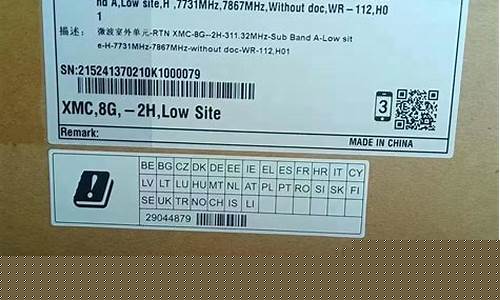 nd A,Low site,H ,7731MHz,7867MHz,Without doc,WR-112,H0
1
描述: 微波室外单元-RTN XMC-8G--2H-311.32MHz-Sub Band A-Low sit
e-H-7731MHz-7867MHz-without doc-WR-112,H01
SN:215241370210K1000079
XMC,8G,-2H,Low Site
3
Remark:
MADE IN CHINA
BE BG CZ DK DE EE IE EL ES FR HR IT CY
LV LT LU HU MT NL AT PL PT RO SI SK FI
SE UK TR NO CH IS LI
29044879